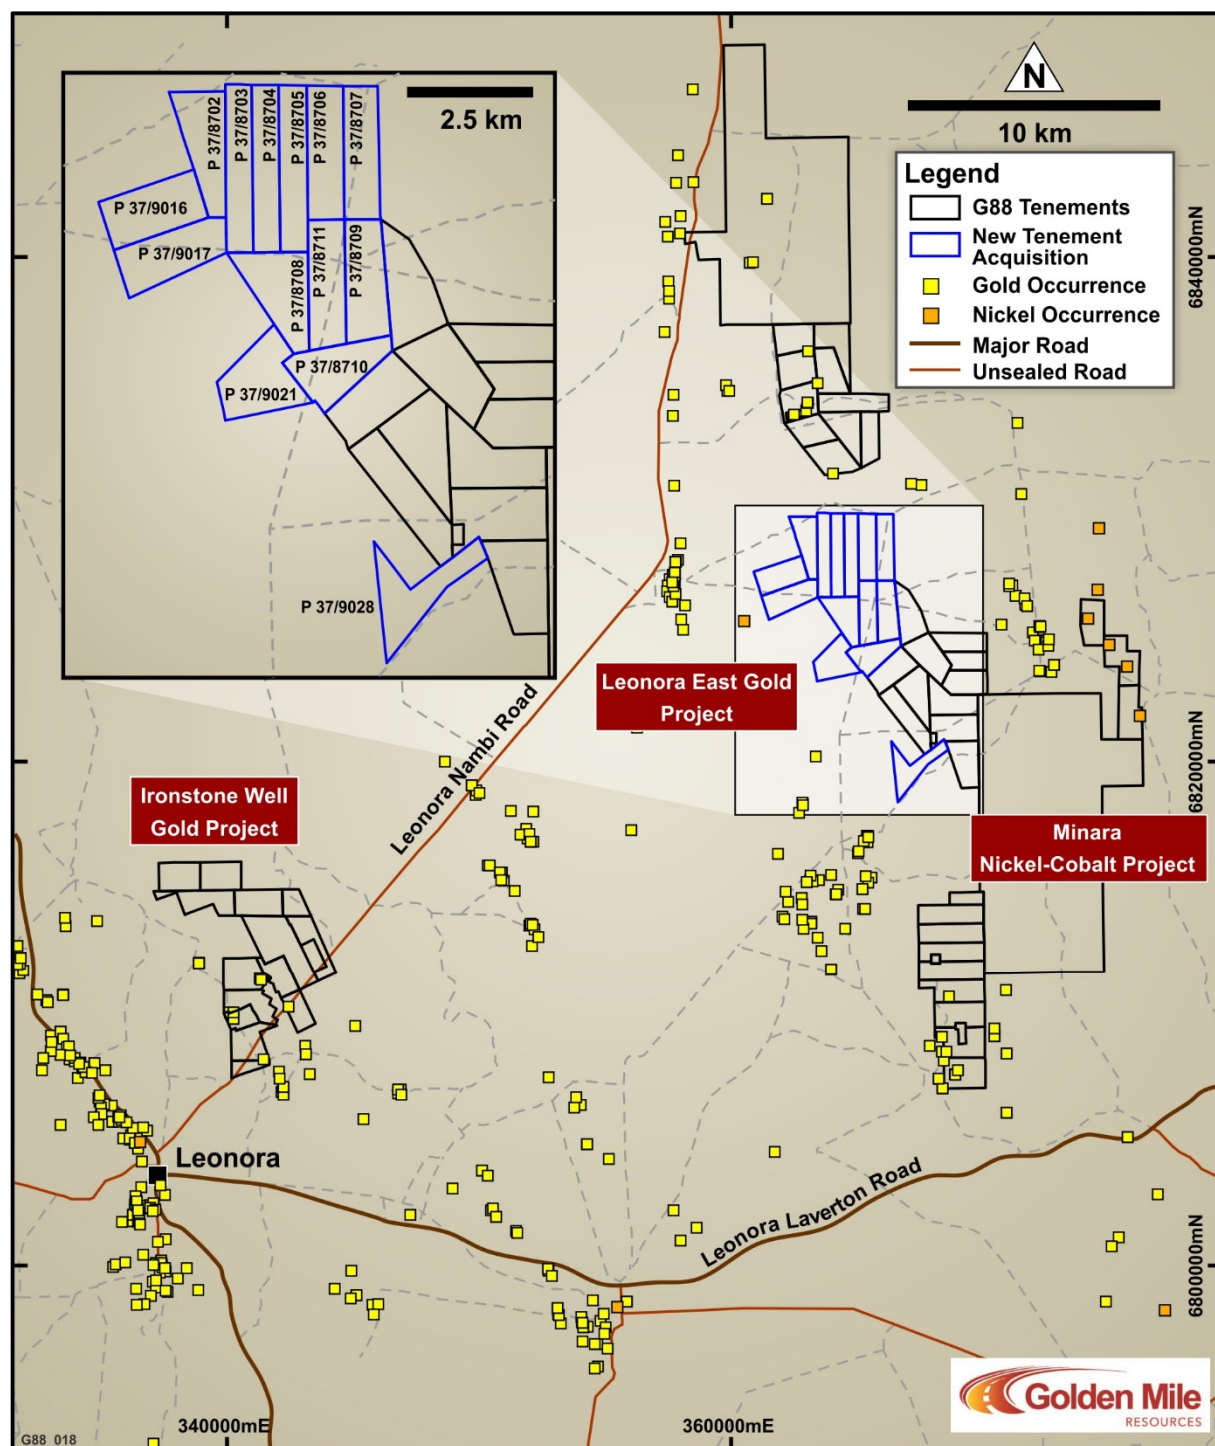 P 37/8702
P 37/8703
P 37/8704
P 37/8705
P 37/8706
P 37/8707
2.5 km
P 37/9016
P 37/9017
P 37/8708
P 37/8711
P 37/8709
P 37/8710
P 37/9021
P 37/9028
N
10 km
Legend
G88 Tenements
New Tenement
Acquisition
Gold Occurrence
Nickel Occurrence
Major Road
Unsealed Road
6840000mN
Leonora East Gold
Project
Leonora Nambi Road
6820000mN
Ironstone Well
Gold Project
Minara
Nickel-Cobalt Project
Leonora
Leonora Laverton Road
6800000mN
Golden Mile
RESOURCES
340000mE
360000mE
G88_018